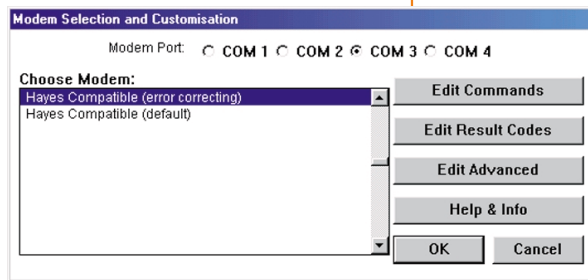 Modem Selection and Customisation
Modem Port: COM 1 COM 2 COM 3 COM 4
Choose Modem:
Hayes Compatible (error correcting)
Hayes Compatible (default)
Edit Commands
Edit Result Codes
Edit Advanced
Help & Info
OK Cancel